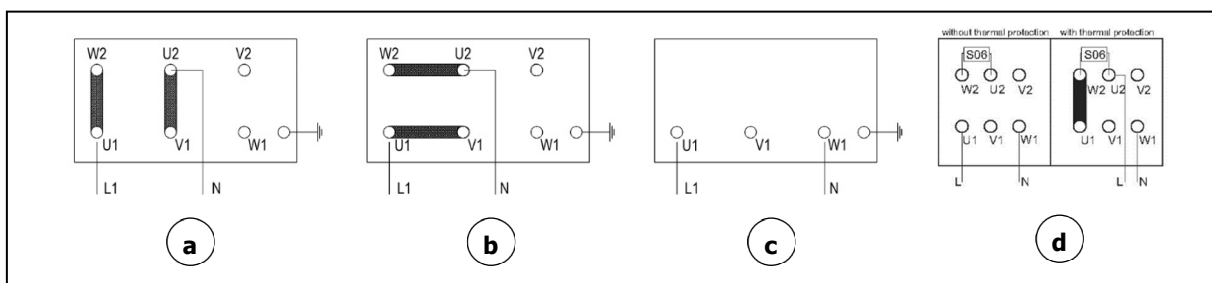 without thermal protection with thermal protection
W2 U2 V2
U1 V1 W1
L1 N
a
W2 U2 V2
U1 V1 W1
L1 N
b
U1 V1 W1
L1 N
c
S06 S06
W2 U2 V2 W2 U2 V2
U1 V1 W1 U1 V1 W1
L N L N
d